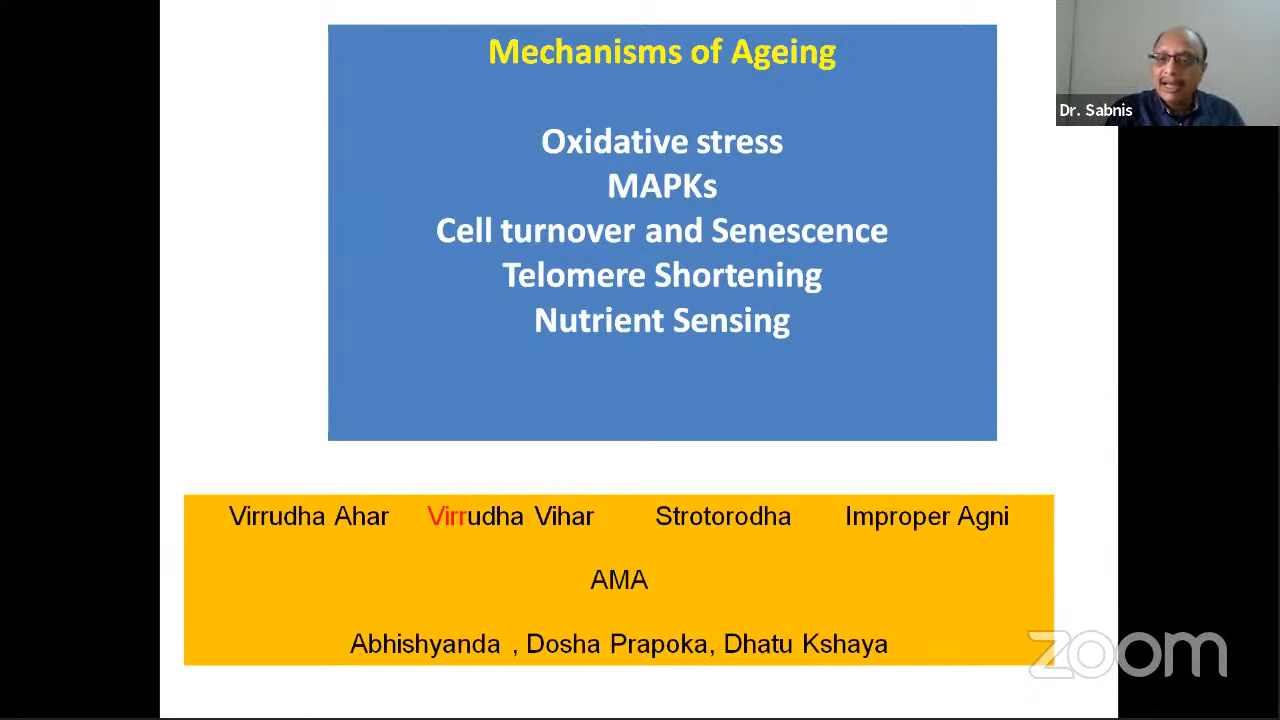 Mechanisms of Ageing
Oxidative stress
MAPKs
Cell turnover and Senescence
Telomere Shortening
Nutrient Sensing
Dr. Sabnis
Virrudha Ahar Virrudha Vihar Strotorodha Improper Agni
AMA
Abhishyanda , Dosha Prapoka, Dhatu Kshaya
zoom